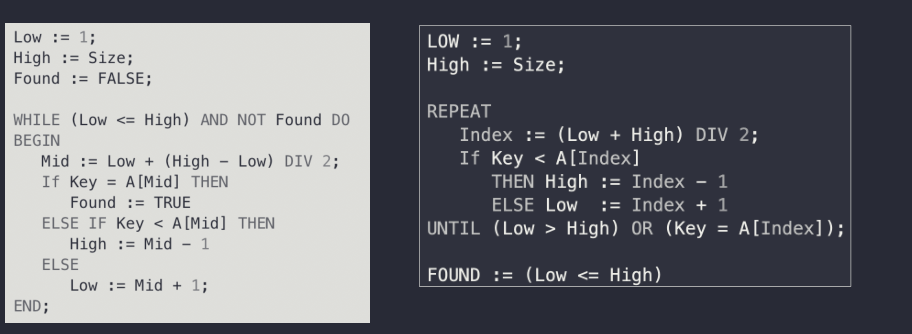 Low := 1;
High := Size;
Found := FALSE;
WHILE (Low <= High) AND NOT Found DO
BEGIN
   Mid := Low + (High – Low) DIV 2;
   If Key = A[Mid] THEN
      Found := TRUE
   ELSE IF Key < A[Mid] THEN
      High := Mid – 1
   ELSE
      Low := Mid + 1;
END;
LOW := 1;
High := Size;
REPEAT
   Index := (Low + High) DIV 2;
   If Key < A[Index]
      THEN High := Index – 1
      ELSE Low  := Index + 1
UNTIL (Low > High) OR (Key = A[Index]);
FOUND := (Low <= High)